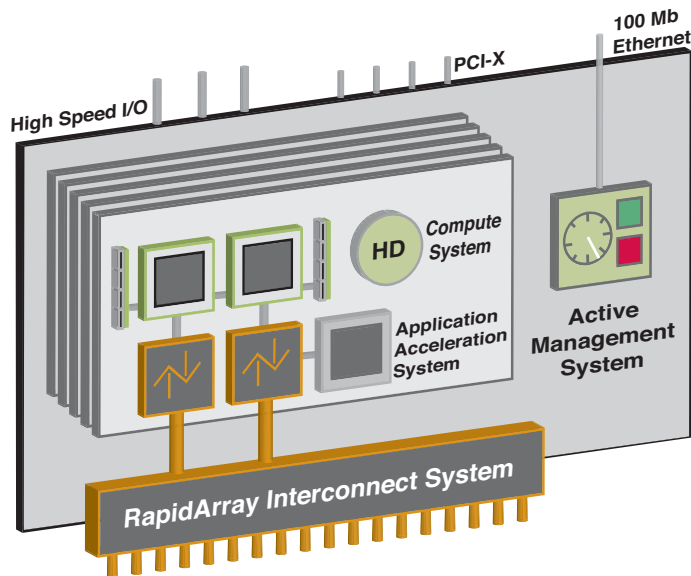 100 Mb
Ethernet
PCI-X
High Speed I/O
HD
Compute
System
Application
Acceleration
System
Active
Management
System
RapidArray Interconnect System